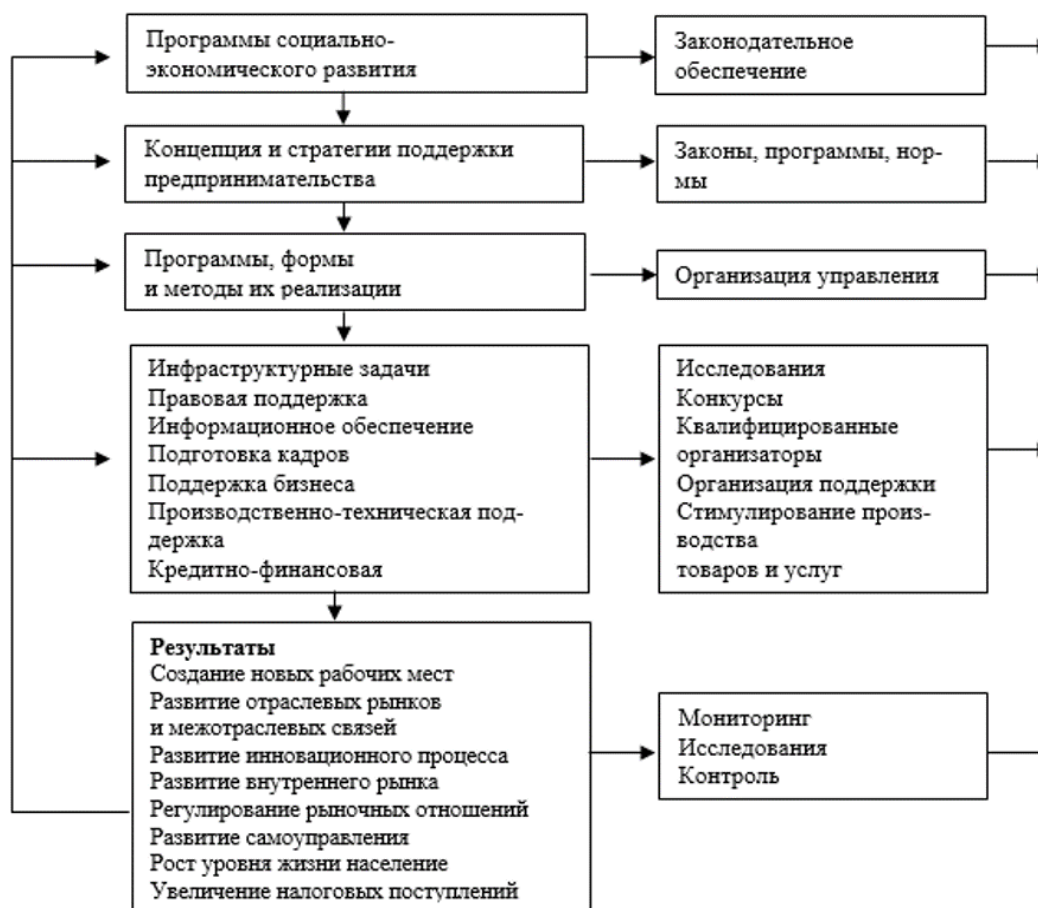 Программы социально-
экономического развития
Законодательное
обеспечение
Концепция и стратегии поддержки
предпринимательства
Законы, программы, нор-
мы
Программы, формы
и методы их реализации
Организация управления
Инфраструктурные задачи
Правовая поддержка
Информационное обеспечение
Подготовка кадров
Поддержка бизнеса
Производственно-техническая под-
держка
Кредитно-финансовая
Исследования
Конкурсы
Квалифицированные
организаторы
Организация поддержки
Стимулирование произ-
водства
товаров и услуг
Результаты
Создание новых рабочих мест
Развитие отраслевых рынков
и межотраслевых связей
Развитие инновационного процесса
Развитие внутреннего рынка
Регулирование рыночных отношений
Развитие самоуправления
Рост уровня жизни население
Увеличение налоговых поступлений
Мониторинг
Исследования
Контроль